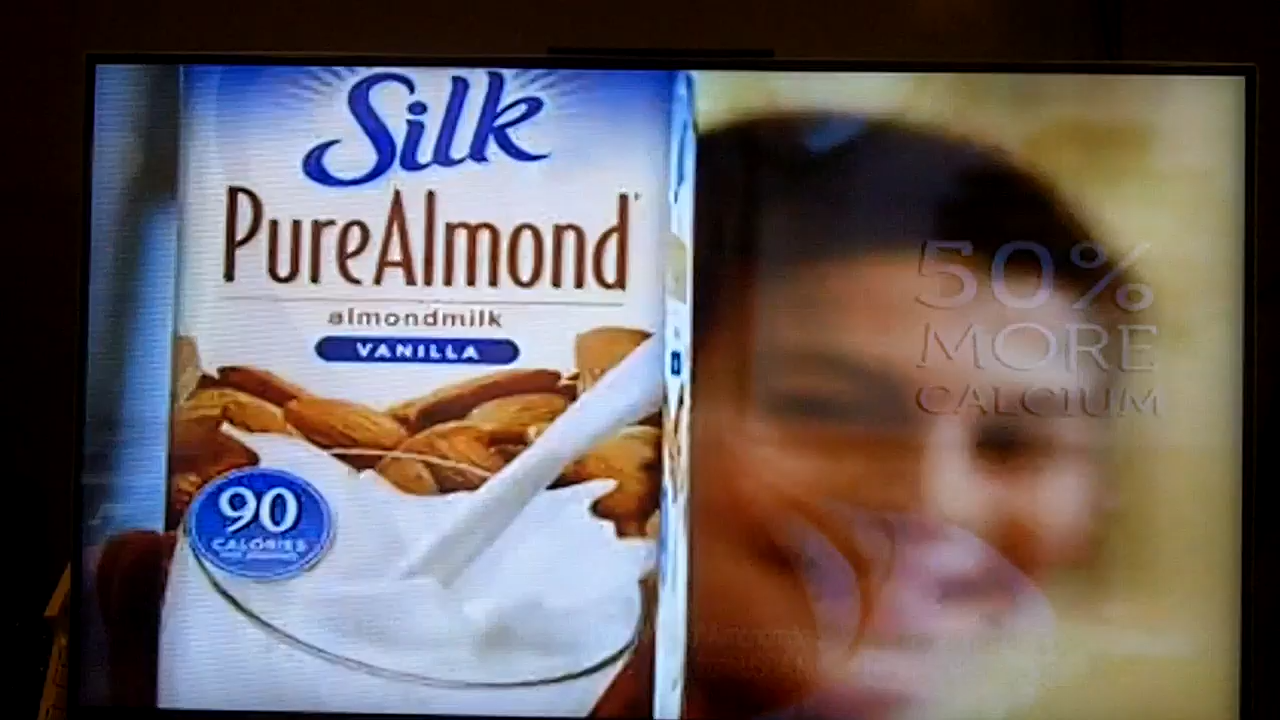 Silk
PureAlmond
almondmilk
VANILLA
90
CALORIES
50%
MORE
CALCIUM